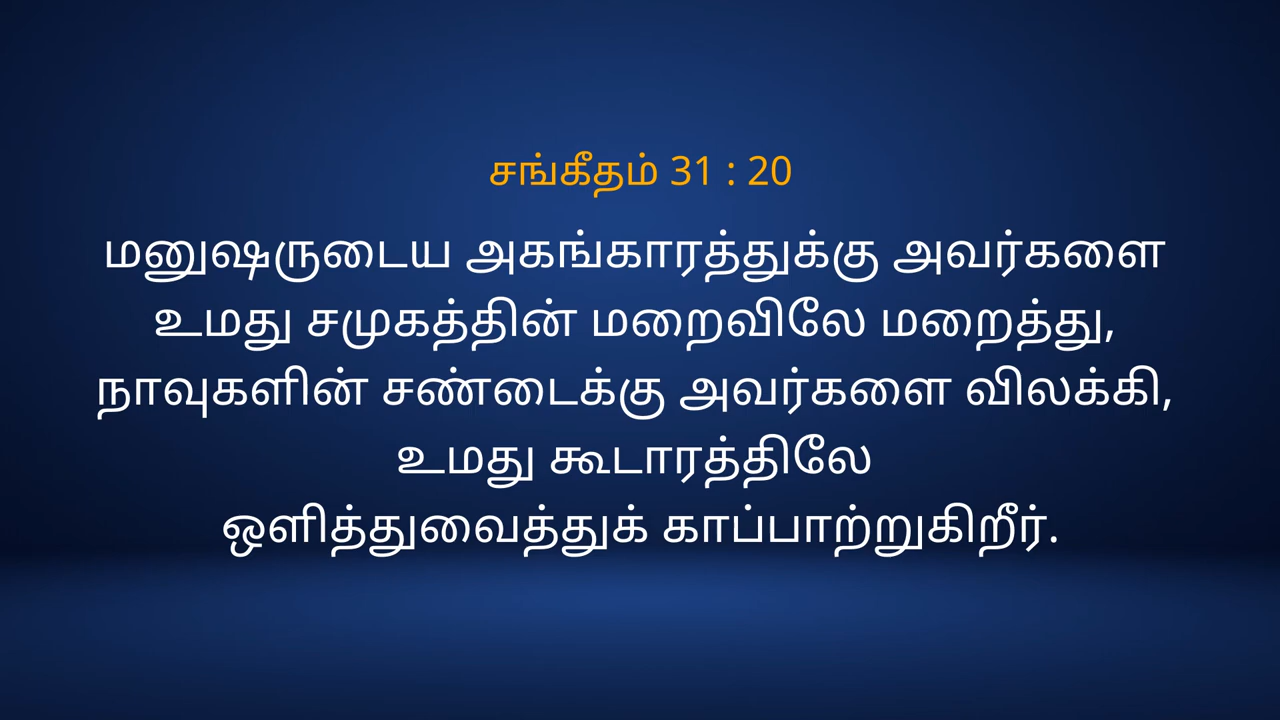 சங்கீதம் 31 : 20
மனுஷருடைய அகங்காரத்துக்கு அவர்களை
உமது சமுகத்தின் மறைவிலே மறைத்து,
நாவுகளின் சண்டைக்கு அவர்களை விலக்கி,
உமது கூடாரத்திலே
ஒளித்துவைத்துக் காப்பாற்றுகிறீர்.